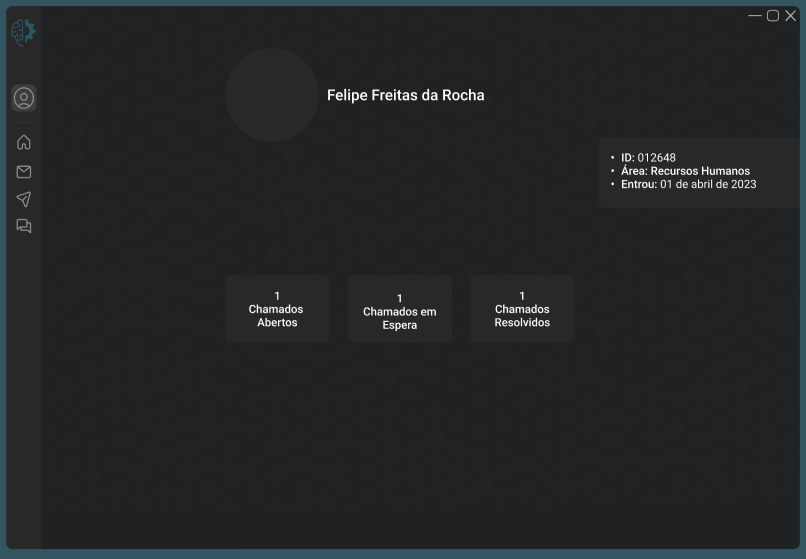 Felipe Freitas da Rocha
• ID: 012648
• Área: Recursos Humanos
• Entrou: 01 de abril de 2023
1
Chamados
Abertos
1
Chamados em
Espera
1
Chamados
Resolvidos